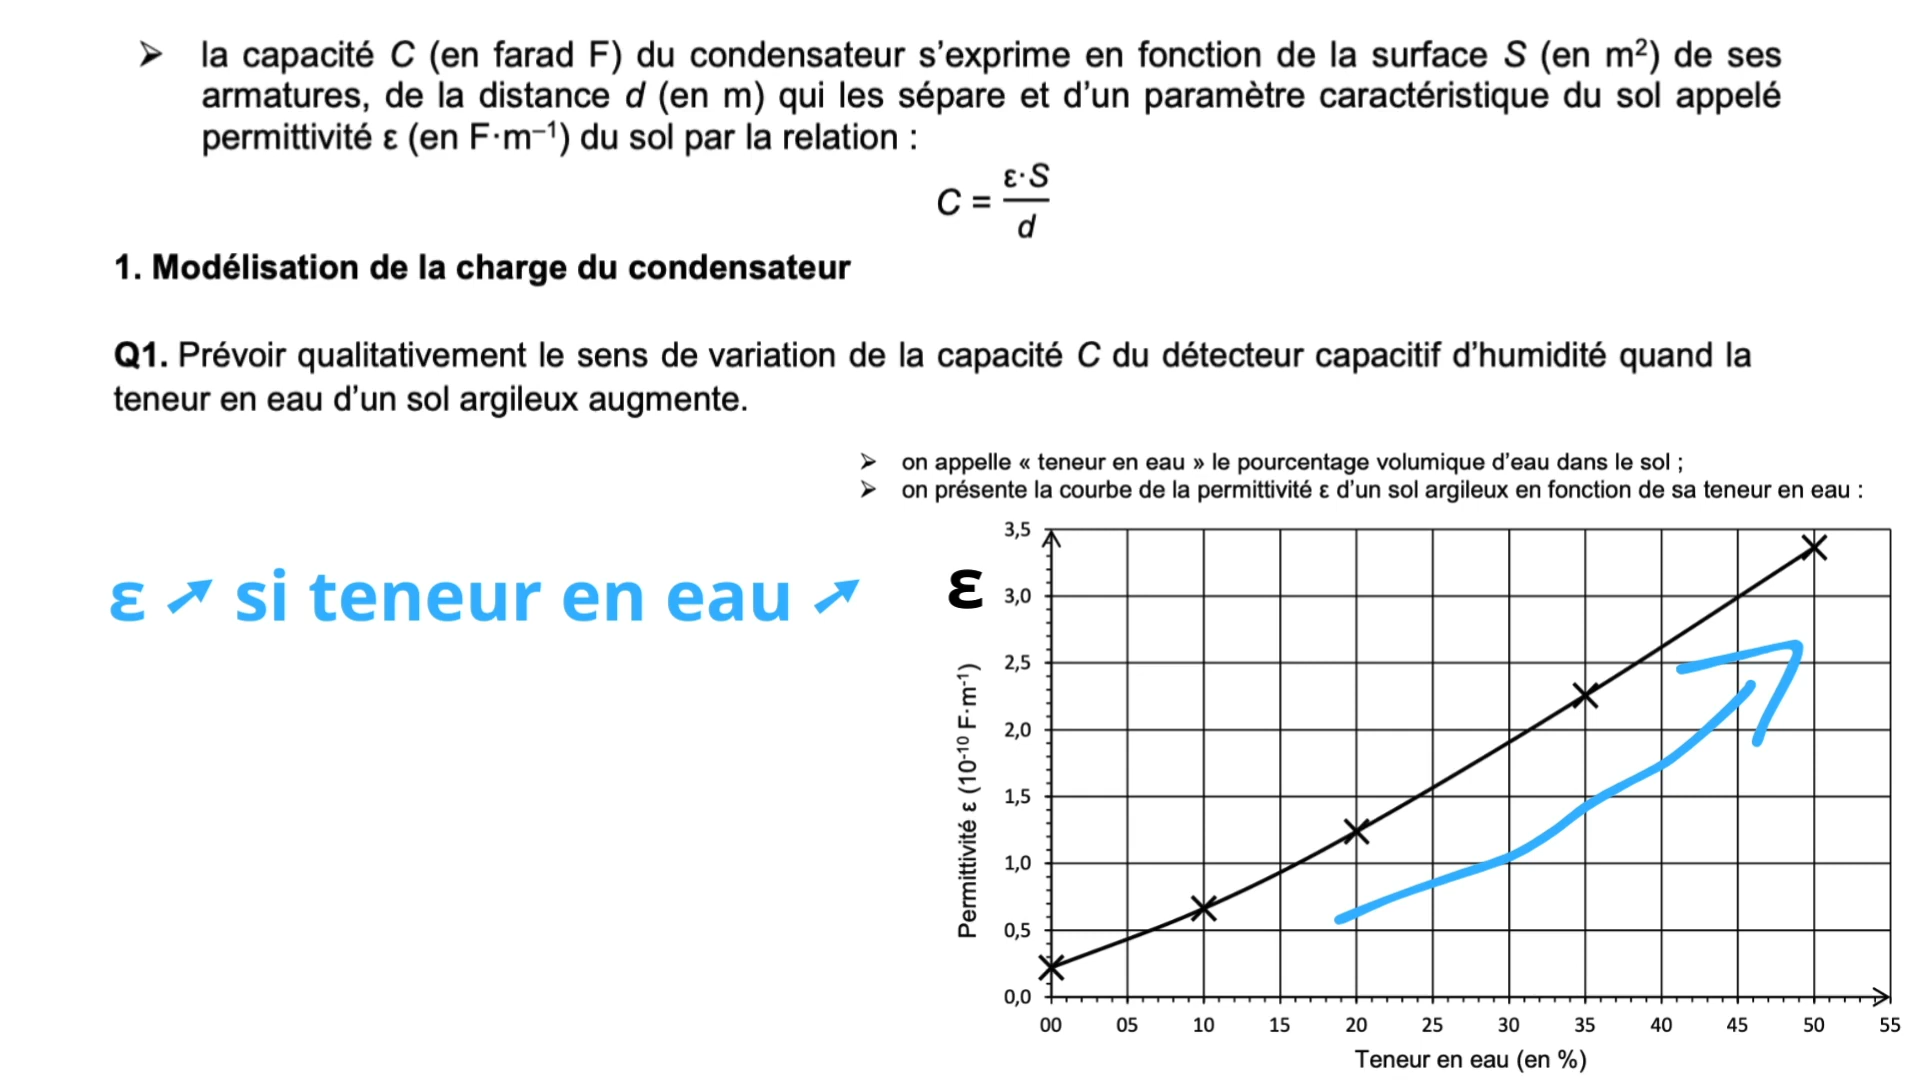 ➢ la capacité C (en farad F) du condensateur s’exprime en fonction de la surface S (en m²) de ses
armatures, de la distance d (en m) qui les sépare et d’un paramètre caractéristique du sol appelé
permittivité ε (en F·m⁻¹) du sol par la relation :
C = ε·S / d
1. Modélisation de la charge du condensateur
Q1. Prévoir qualitativement le sens de variation de la capacité C du détecteur capacitif d’humidité quand la
teneur en eau d’un sol argileux augmente.
➢ on appelle « teneur en eau » le pourcentage volumique d’eau dans le sol ;
➢ on présente la courbe de la permittivité ε d’un sol argileux en fonction de sa teneur en eau :
ε ↗ si teneur en eau ↗
ε
Permittivité ε (10⁻¹⁰ F·m⁻¹)
3,5
3,0
2,5
2,0
1,5
1,0
0,5
0,0
00 05 10 15 20 25 30 35 40 45 50 55
Teneur en eau (en %)